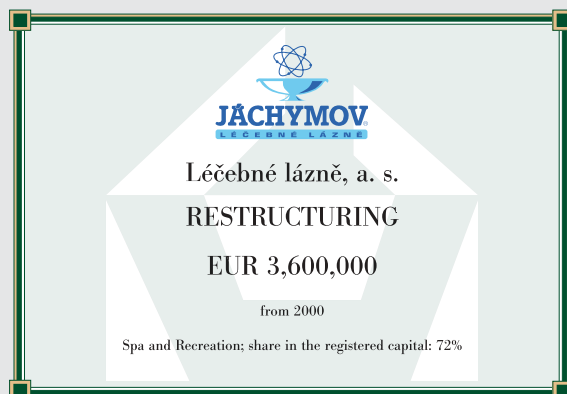 JÁCHYMOV®
LÉČEBNÉ LÁZNĚ
Léčebné lázně, a. s.
RESTRUCTURING
EUR 3,600,000
from 2000
Spa and Recreation; share in the registered capital: 72%